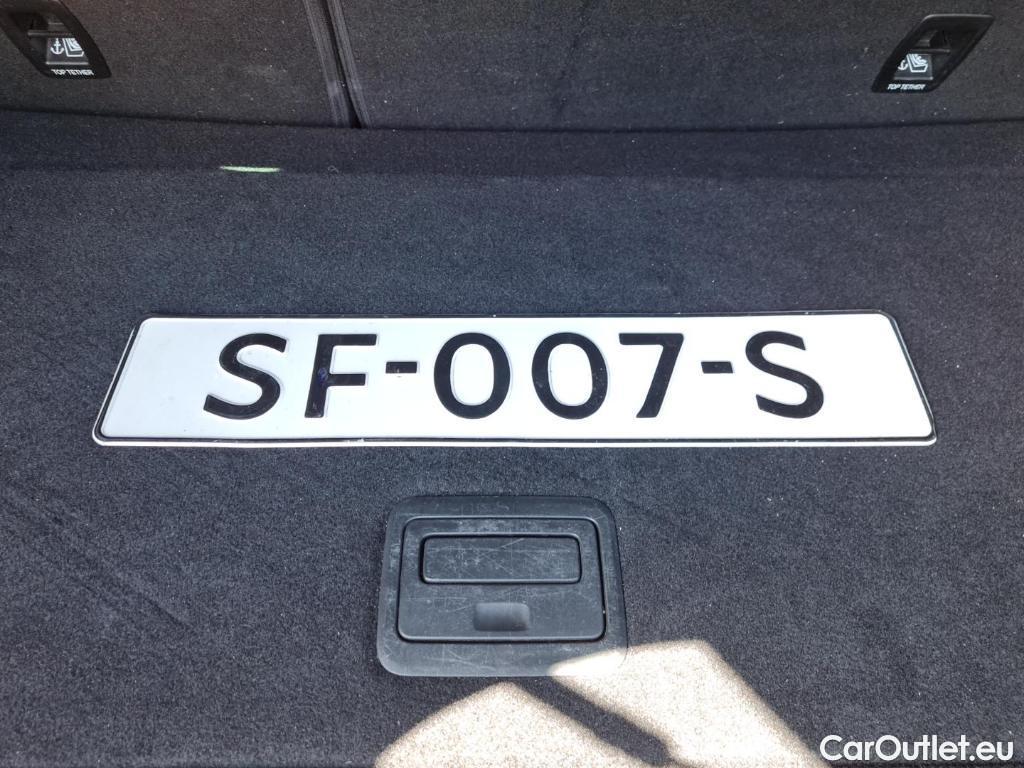 TOP TETHER
TOP TETHER
SF-007-S
CarOutlet.eu